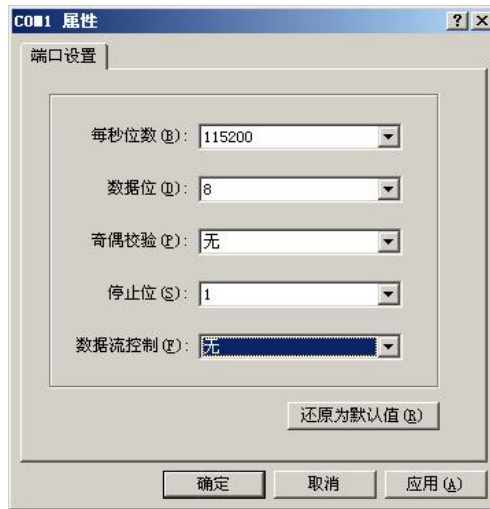 COM1 属性
端口设置
每秒位数(B): 115200
数据位(D): 8
奇偶校验(P): 无
停止位(S): 1
数据流控制(F): 无
还原为默认值(R)
确定 取消 应用(A)